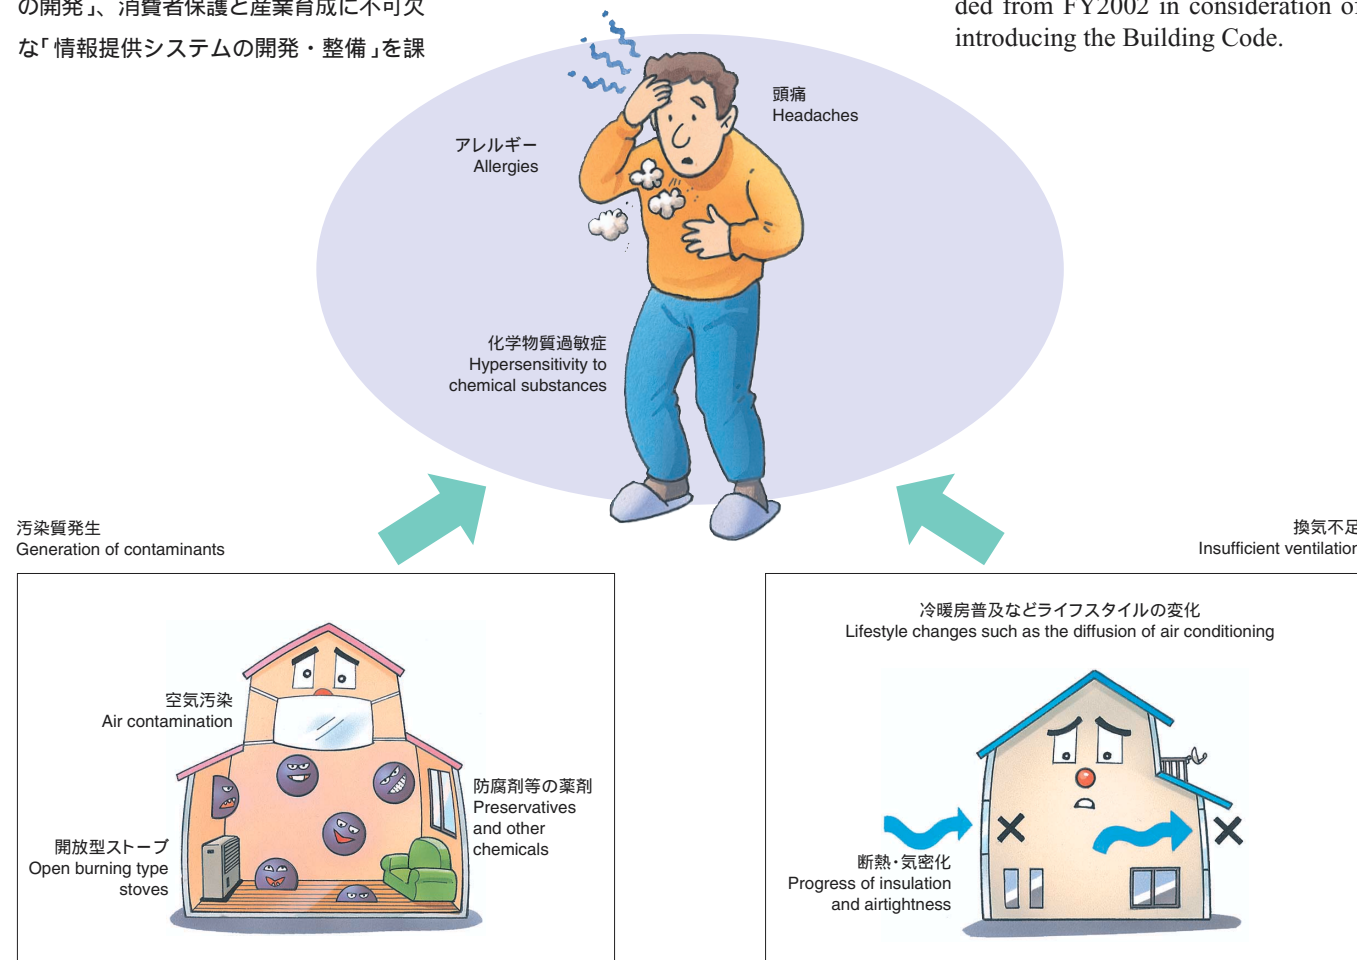 の開発」、消費者保護と産業育成に不可欠
な「情報提供システムの開発・整備」を課
ded from FY2002 in consideration of
introducing the Building Code.
頭痛
Headaches
アレルギー
Allergies
化学物質過敏症
Hypersensitivity to
chemical substances
汚染質発生
Generation of contaminants
空気汚染
Air contamination
防腐剤等の薬剤
Preservatives
and other
chemicals
開放型ストーブ
Open burning type
stoves
換気不足
Insufficient ventilation
冷暖房普及などライフスタイルの変化
Lifestyle changes such as the diffusion of air conditioning
断熱・気密化
Progress of insulation
and airtightness